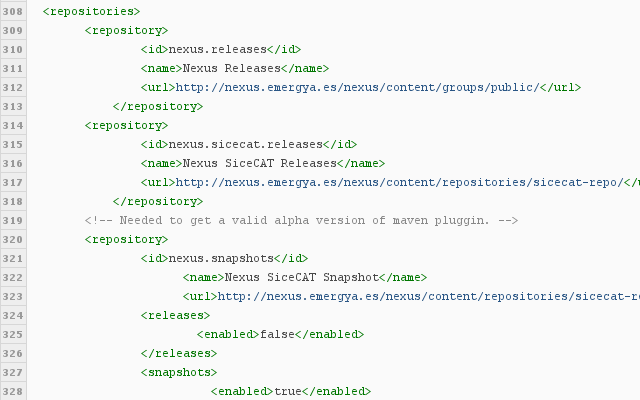 308 <repositories>
309 <repository>
310 <id>nexus.releases</id>
311 <name>Nexus Releases</name>
312 <url>http://nexus.emergya.es/nexus/content/groups/public/</url>
313 </repository>
314 <repository>
315 <id>nexus.sicecat.releases</id>
316 <name>Nexus SiceCAT Releases</name>
317 <url>http://nexus.emergya.es/nexus/content/repositories/sicecat-repo/</u
318 </repository>
319 <!-- Needed to get a valid alpha version of maven pluggin. -->
320 <repository>
321 <id>nexus.snapshots</id>
322 <name>Nexus SiceCAT Snapshot</name>
323 <url>http://nexus.emergya.es/nexus/content/repositories/sicecat-re
324 <releases>
325 <enabled>false</enabled>
326 </releases>
327 <snapshots>
328 <enabled>true</enabled>